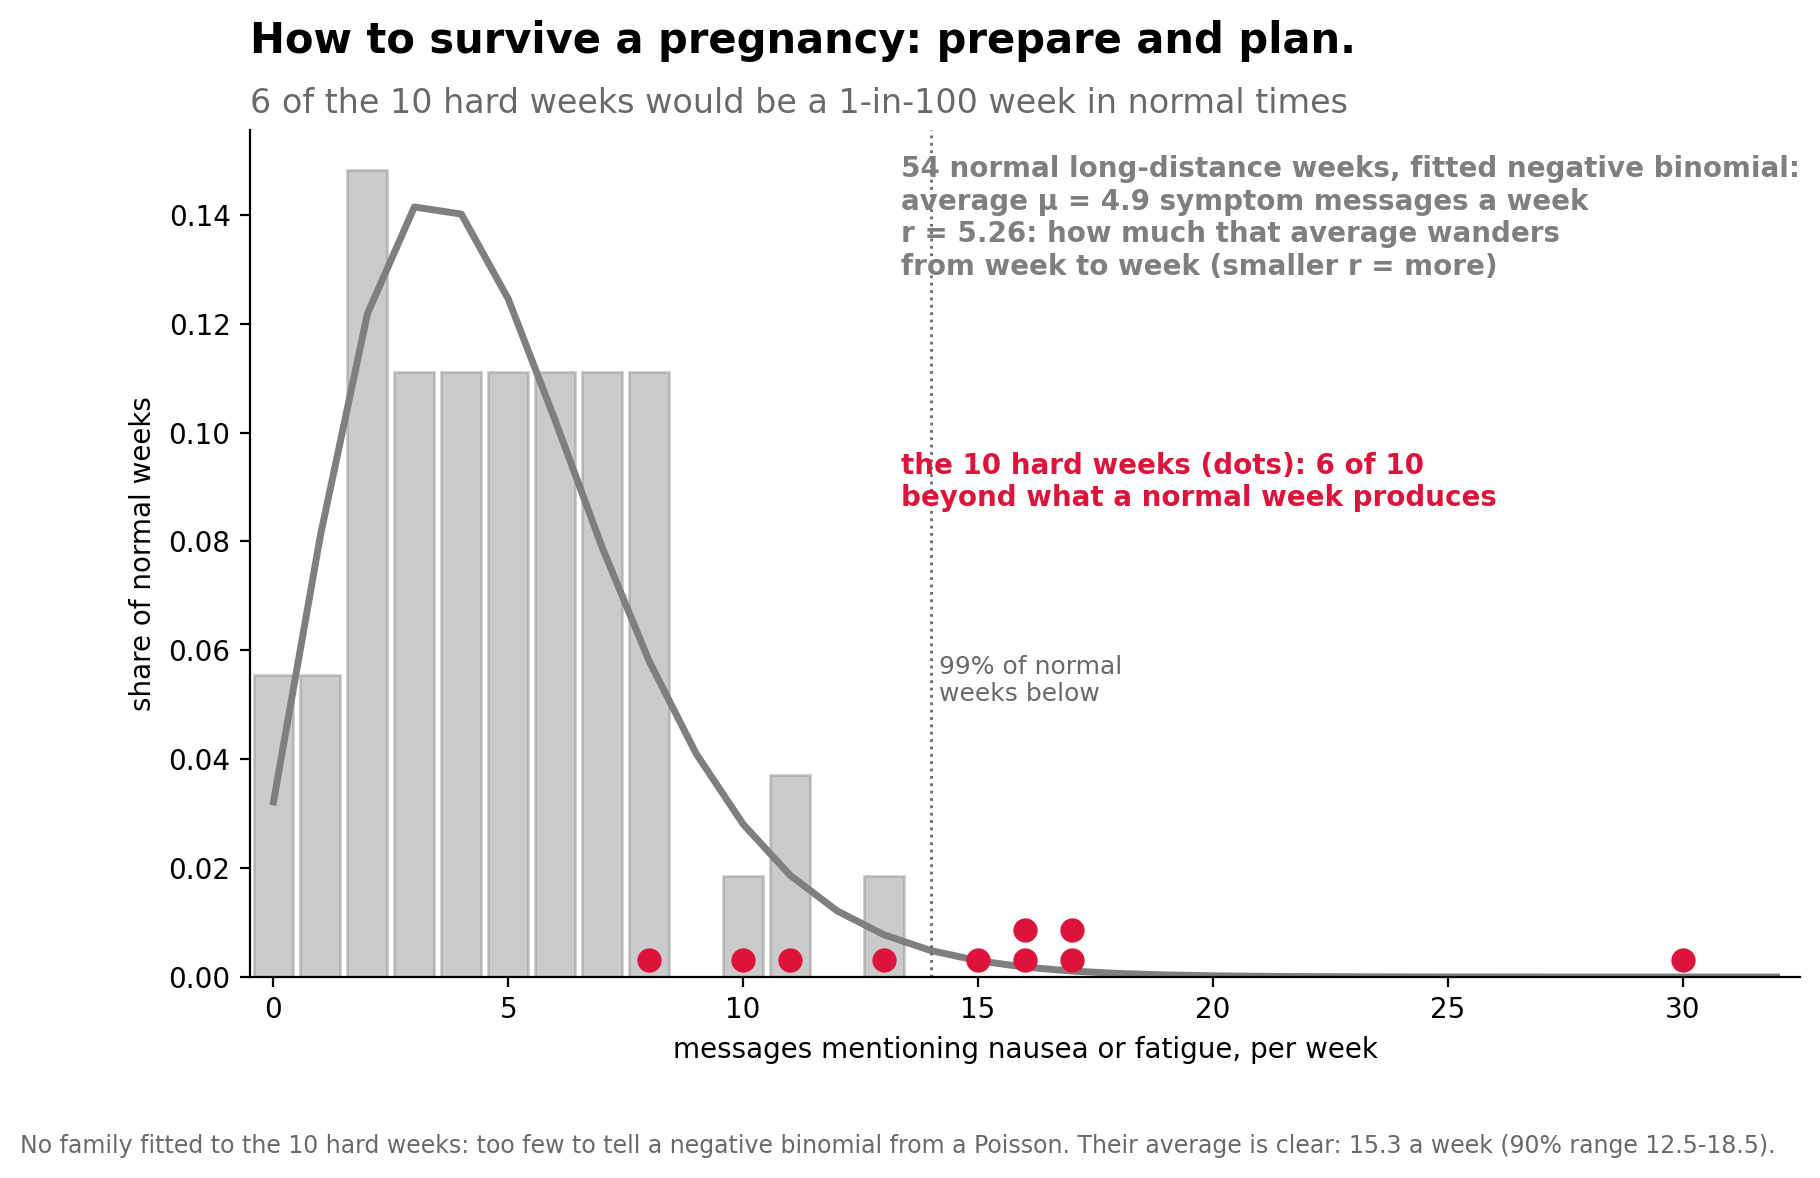 How to survive a pregnancy: prepare and plan.
6 of the 10 hard weeks would be a 1-in-100 week in normal times
54 normal long-distance weeks, fitted negative binomial:
average μ = 4.9 symptom messages a week
r = 5.26: how much that average wanders
from week to week (smaller r = more)
the 10 hard weeks (dots): 6 of 10
beyond what a normal week produces
99% of normal
weeks below
share of normal weeks
0.14
0.12
0.10
0.08
0.06
0.04
0.02
0.00
0 5 10 15 20 25 30
messages mentioning nausea or fatigue, per week
No family fitted to the 10 hard weeks: too few to tell a negative binomial from a Poisson. Their average is clear: 15.3 a week (90% range 12.5-18.5).